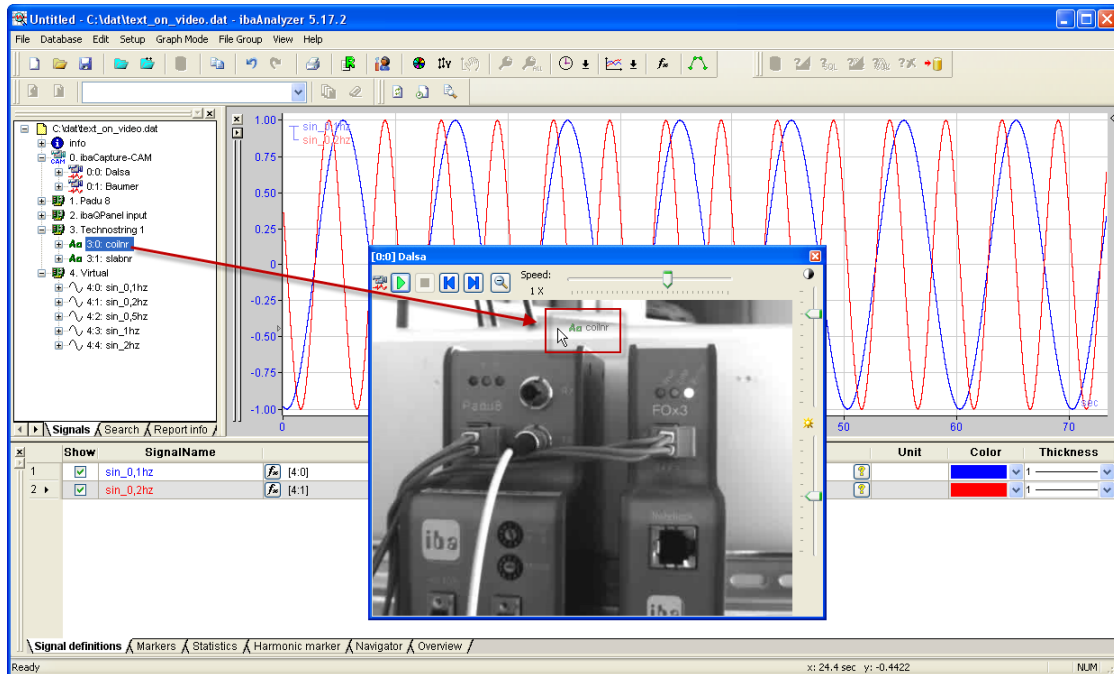 Untitled - C:\dat\text_on_video.dat - ibaAnalyzer 5.17.2
File Database Edit Setup Graph Mode File Group View Help
C:\dat\text_on_video.dat
info
0. ibaCapture-CAM
0:0: Dalsa
0:1: Baumer
1. Padu 8
2. ibaQPanel input
3. Technostring 1
3:0: coilnr
3:1: slabnr
4. Virtual
4:0: sin_0,1hz
4:1: sin_0,2hz
4:2: sin_0,5hz
4:3: sin_1hz
4:4: sin_2hz
Signals Search Report info
sin_0,1hz
sin_0,2hz
1.00
0.75
0.50
0.25
0
-0.25
-0.50
-0.75
-1.00
0 50 60 70
sec
[0:0] Dalsa
Speed:
1 X
Aa coilnr
Padu8
FOx3
iba
iba
Show SignalName Unit Color Thickness
1 sin_0,1hz fx [4:0] 1
2 sin_0,2hz fx [4:1] 1
Signal definitions Markers Statistics Harmonic marker Navigator Overview
Ready x: 24.4 sec y: -0.4422 NUM